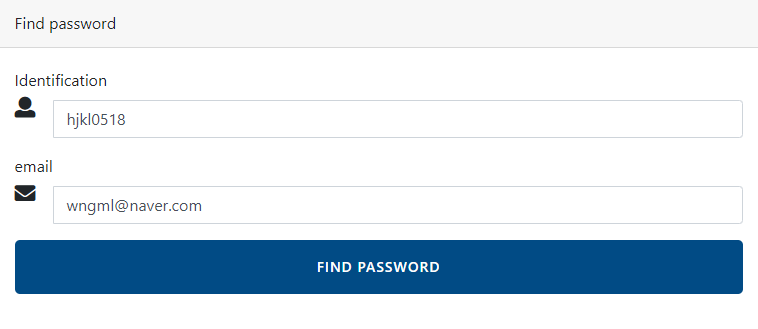 Find password
Identification
hjkl0518
email
wngml@naver.com
FIND PASSWORD